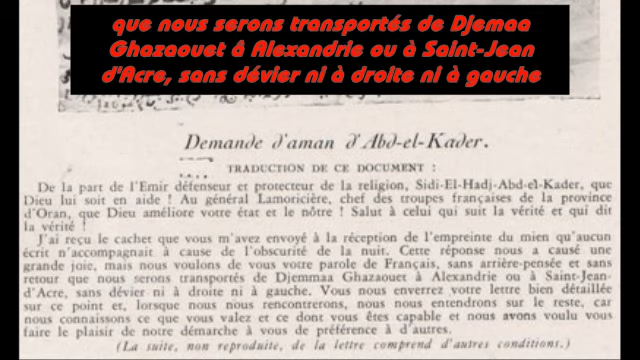 que nous serons transportés de Djemaa
Ghazaouet â Alexandrie ou à Saint-Jean
d'Acre, sans dévier ni à droite ni à gauche
Demande d'aman d'Abd-el-Kader.
TRADUCTION DE CE DOCUMENT :
De la part de l'Emir défenseur et protecteur de la religion, Sidi-El-Hadj-Abd-el-Kader, que
Dieu lui soit en aide ! Au général Lamoricière, chef des troupes françaises de la province
d'Oran, que Dieu améliore votre état et le nôtre ! Salut à celui qui suit la vérité et qui dit
la vérité !
J'ai reçu le cachet que vous m'avez envoyé à la réception de l'empreinte du mien qu'aucun
écrit n'accompagnait à cause de l'obscurité de la nuit. Cette réponse nous a causé une
grande joie, mais nous voulons de vous votre parole de Français, sans arrière-pensée et sans
retour que nous serons transportés de Djemmaa Ghazaouet à Alexandrie ou à Saint-Jean-
d'Acre, sans dévier ni à droite ni à gauche. Vous nous enverrez votre lettre bien détaillée
sur ce point et, lorsque nous nous rencontrerons, nous nous entendrons sur le reste, car
nous connaissons ce que vous valez et ce dont vous êtes capable et nous avons voulu vous
faire le plaisir de notre démarche à vous de préférence à d'autres.
(La suite, non reproduite, de la lettre comprend d'autres conditions.)